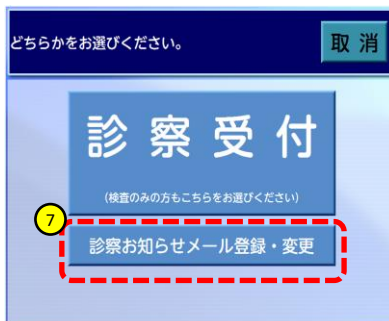 どちらかをお選びください。
取 消
診 察 受 付
(検査のみの方もこちらをお選びください)
7
診察お知らせメール登録・変更